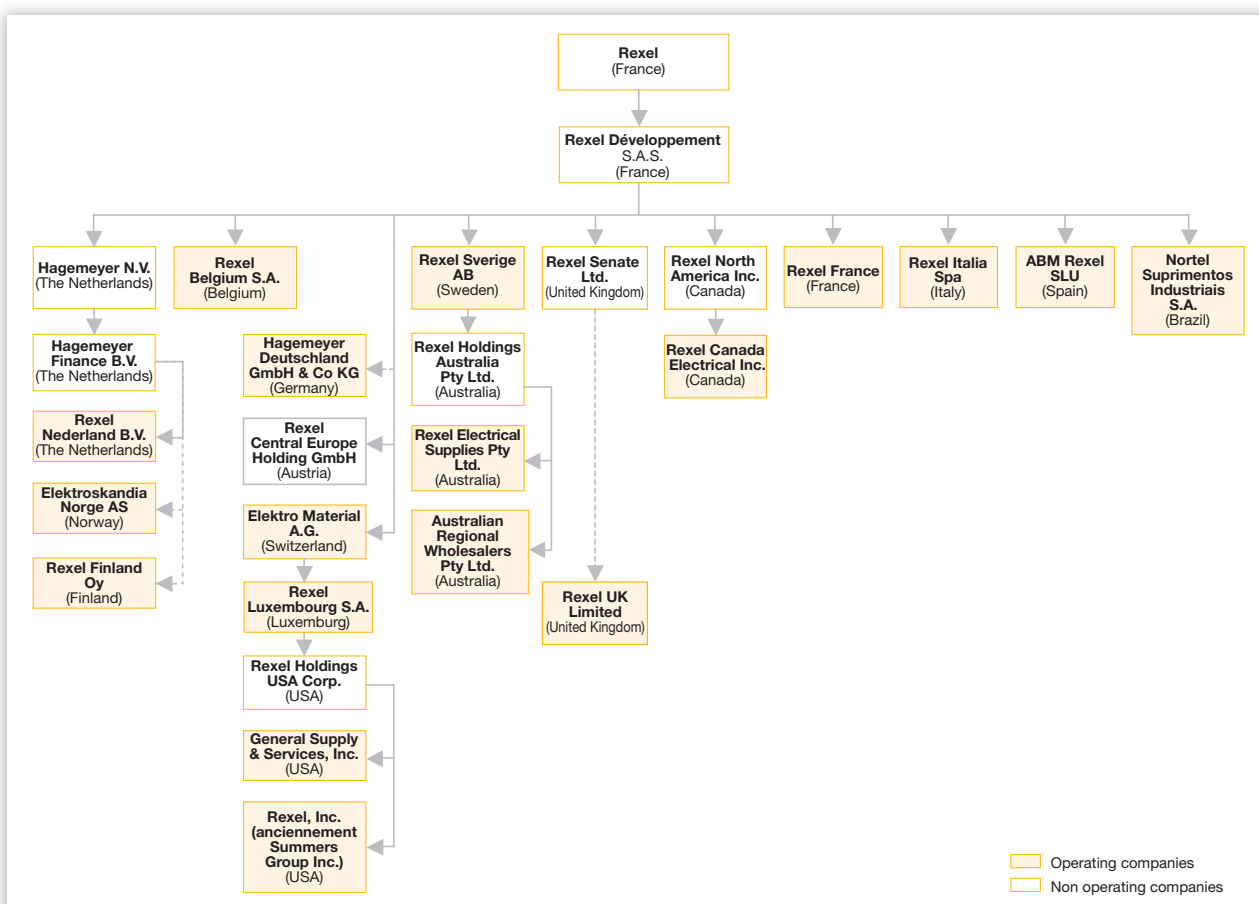 Rexel
(France)
Rexel Développement
S.A.S.
(France)
Hagemeyer N.V.
(The Netherlands)
Rexel
Belgium S.A.
(Belgium)
Rexel Sverige
AB
(Sweden)
Rexel Senate
Ltd.
(United Kingdom)
Rexel North
America Inc.
(Canada)
Rexel France
(France)
Rexel Italia
Spa
(Italy)
ABM Rexel
SLU
(Spain)
Nortel
Suprimentos
Industriais
S.A.
(Brazil)
Hagemeyer
Finance B.V.
(The Netherlands)
Rexel
Nederland B.V.
(The Netherlands)
Elektroskandia
Norge AS
(Norway)
Rexel Finland
Oy
(Finland)
Hagemeyer
Deutschland
GmbH & Co KG
(Germany)
Rexel
Central Europe
Holding GmbH
(Austria)
Elektro Material
A.G.
(Switzerland)
Rexel
Luxembourg S.A.
(Luxemburg)
Rexel Holdings
USA Corp.
(USA)
General Supply
& Services, Inc.
(USA)
Rexel, Inc.
(anciennement
Summers
Group Inc.)
(USA)
Rexel Holdings
Australia
Pty Ltd.
(Australia)
Rexel Electrical
Supplies Pty
Ltd.
(Australia)
Australian
Regional
Wholesalers
Pty Ltd.
(Australia)
Rexel UK
Limited
(United Kingdom)
Rexel Canada
Electrical Inc.
(Canada)
Operating companies
Non operating companies